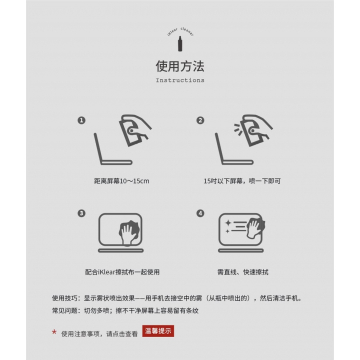 iKlear cleaner
使用方法
Instructions
1
2
距离屏幕10～15cm
15吋以下屏幕，喷一下即可
3
4
配合iKlear擦拭布一起使用
需直线、快速擦拭
使用技巧：显示雾状喷出效果——用手机去接空中的雾（从瓶中喷出的），然后清洁手机。
常见问题：切勿多喷；擦不干净屏幕上容易留有条纹
* 使用注意事项，请点击查看 温馨提示